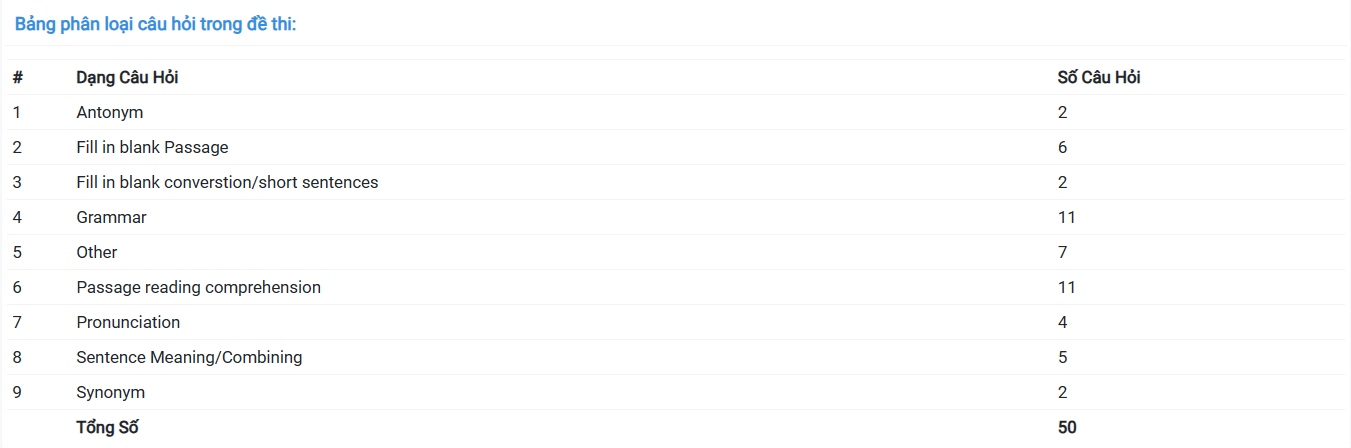 Bảng phân loại câu hỏi trong đề thi:
# Dạng Câu Hỏi Số Câu Hỏi
1 Antonym 2
2 Fill in blank Passage 6
3 Fill in blank converstion/short sentences 2
4 Grammar 11
5 Other 7
6 Passage reading comprehension 11
7 Pronunciation 4
8 Sentence Meaning/Combining 5
9 Synonym 2
Tổng Số 50